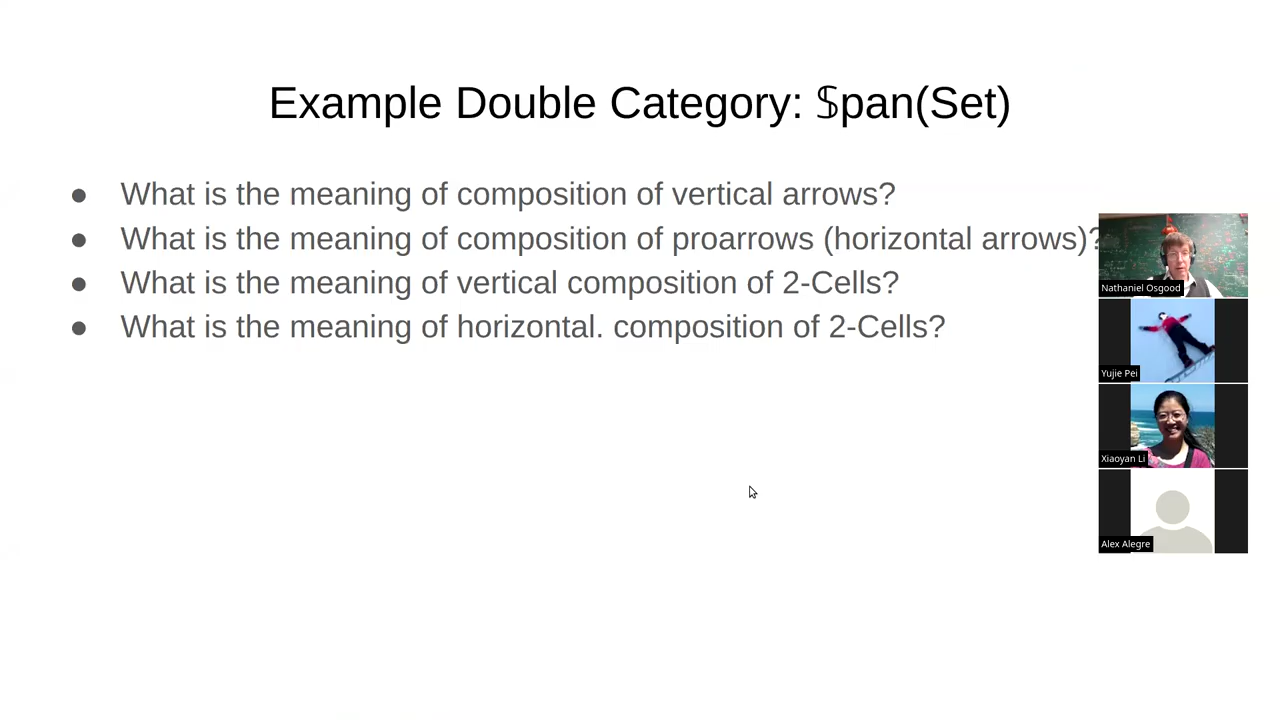 Example Double Category: 𝕊pan(Set)
● What is the meaning of composition of vertical arrows?
● What is the meaning of composition of proarrows (horizontal arrows)?
● What is the meaning of vertical composition of 2-Cells?
● What is the meaning of horizontal. composition of 2-Cells?
Nathaniel Osgood
Yujie Pei
Xiaoyan Li
Alex Alegre